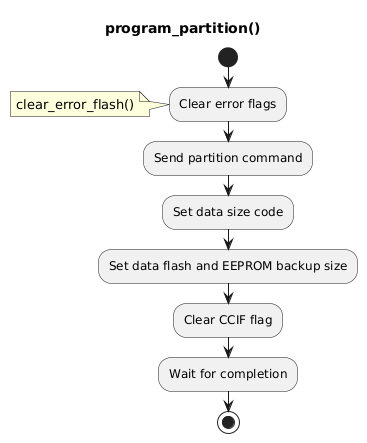 program_partition()
clear_error_flash()
Clear error flags
Send partition command
Set data size code
Set data flash and EEPROM backup size
Clear CCIF flag
Wait for completion